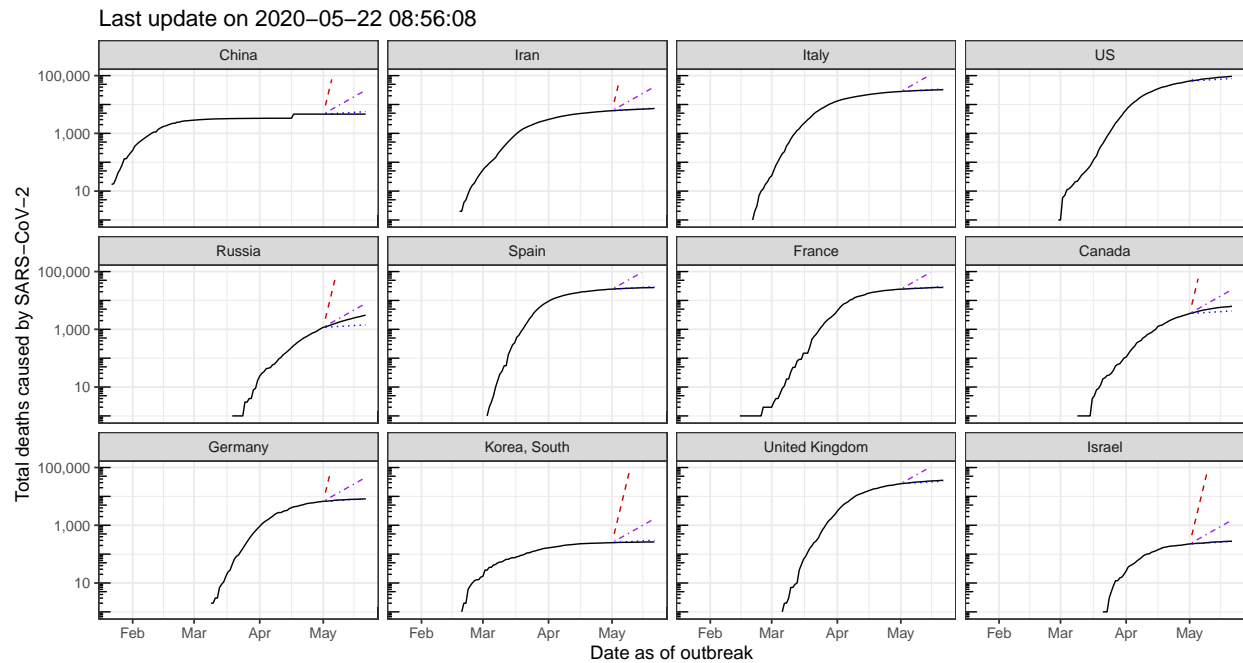 Last update on 2020−05−22 08:56:08
China
Iran
Italy
US
100,000
1,000
10
Russia
Spain
France
Canada
100,000
1,000
10
Germany
Korea, South
United Kingdom
Israel
100,000
1,000
10
Feb Mar Apr May Feb Mar Apr May Feb Mar Apr May Feb Mar Apr May
Date as of outbreak
Total deaths caused by SARS−CoV−2